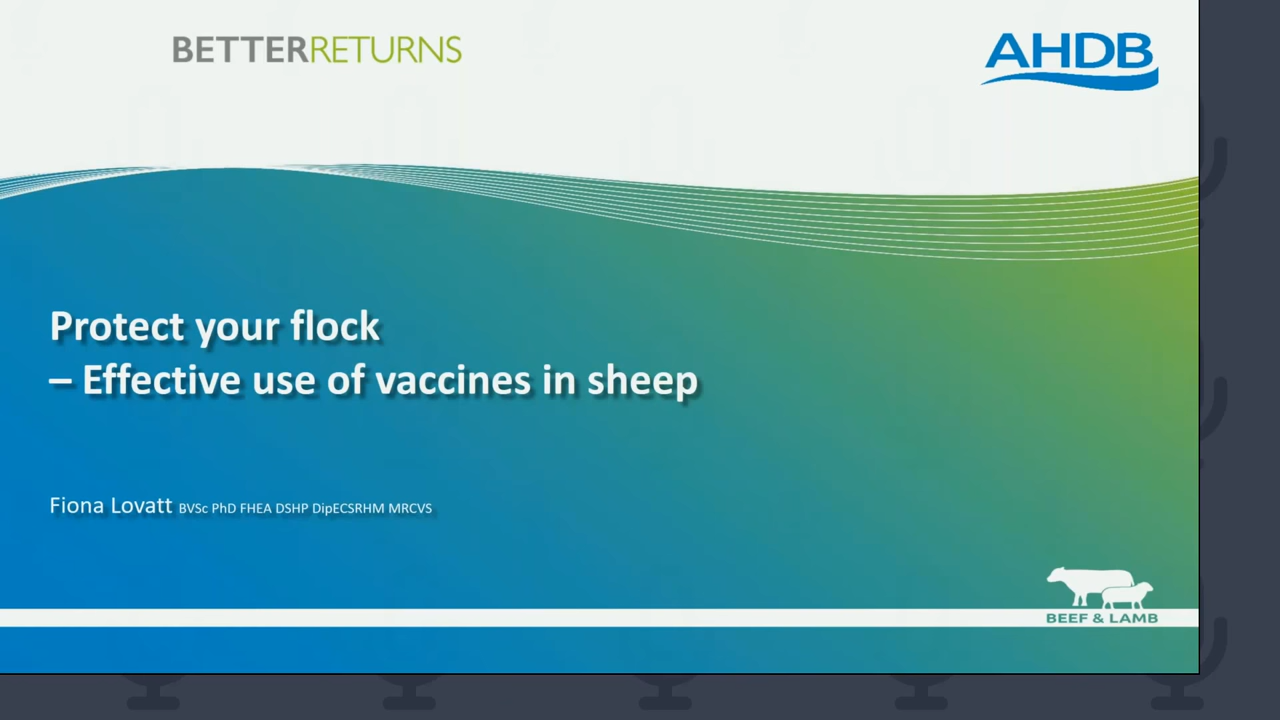 BETTERRETURNS
AHDB
Protect your flock
– Effective use of vaccines in sheep
Fiona Lovatt BVSc PhD FHEA DSHP DipECSRHM MRCVS
BEEF & LAMB